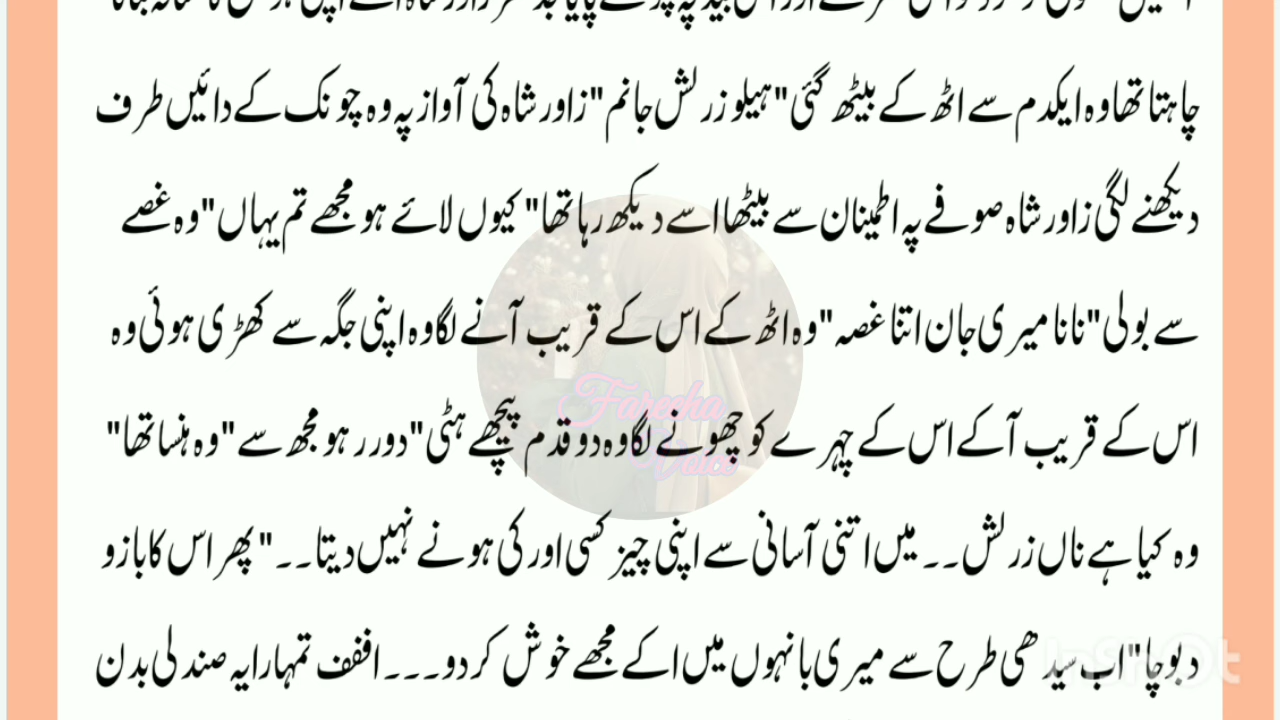 چاہتا تھا وہ ایکدم سے اٹھ کے بیٹھ گئی "ہیلو زرلش جانم" زاور شاہ کی آواز پہ وہ چونک کے دائیں طرف
دیکھنے لگی زاور شاہ صوفے پہ اطمینان سے بیٹھا اسے دیکھ رہا تھا" کیوں لائے ہو مجھے تم یہاں" وہ غصے
سے بولی "نا نا میری جان اتنا غصہ" وہ اٹھ کے اس کے قریب آنے لگا وہ اپنی جگہ سے کھڑی ہوئی وہ
اس کے قریب آکے اس کے چہرے کو چھونے لگا وہ دو قدم پیچھے ہٹی "دور رہو مجھ سے" وہ ہنسا تھا"
وہ کیا ہے ناں زرلش۔۔ میں اتنی آسانی سے اپنی چیز کسی اور کی ہونے نہیں دیتا۔۔" پھر اس کا بازو
دبوچا "اب سیدھی طرح سے میری بانہوں میں اکے مجھے خوش کردو۔۔۔ اففف تمہارا یہ صندلی بدن
Fareeha
Voice
InShOt